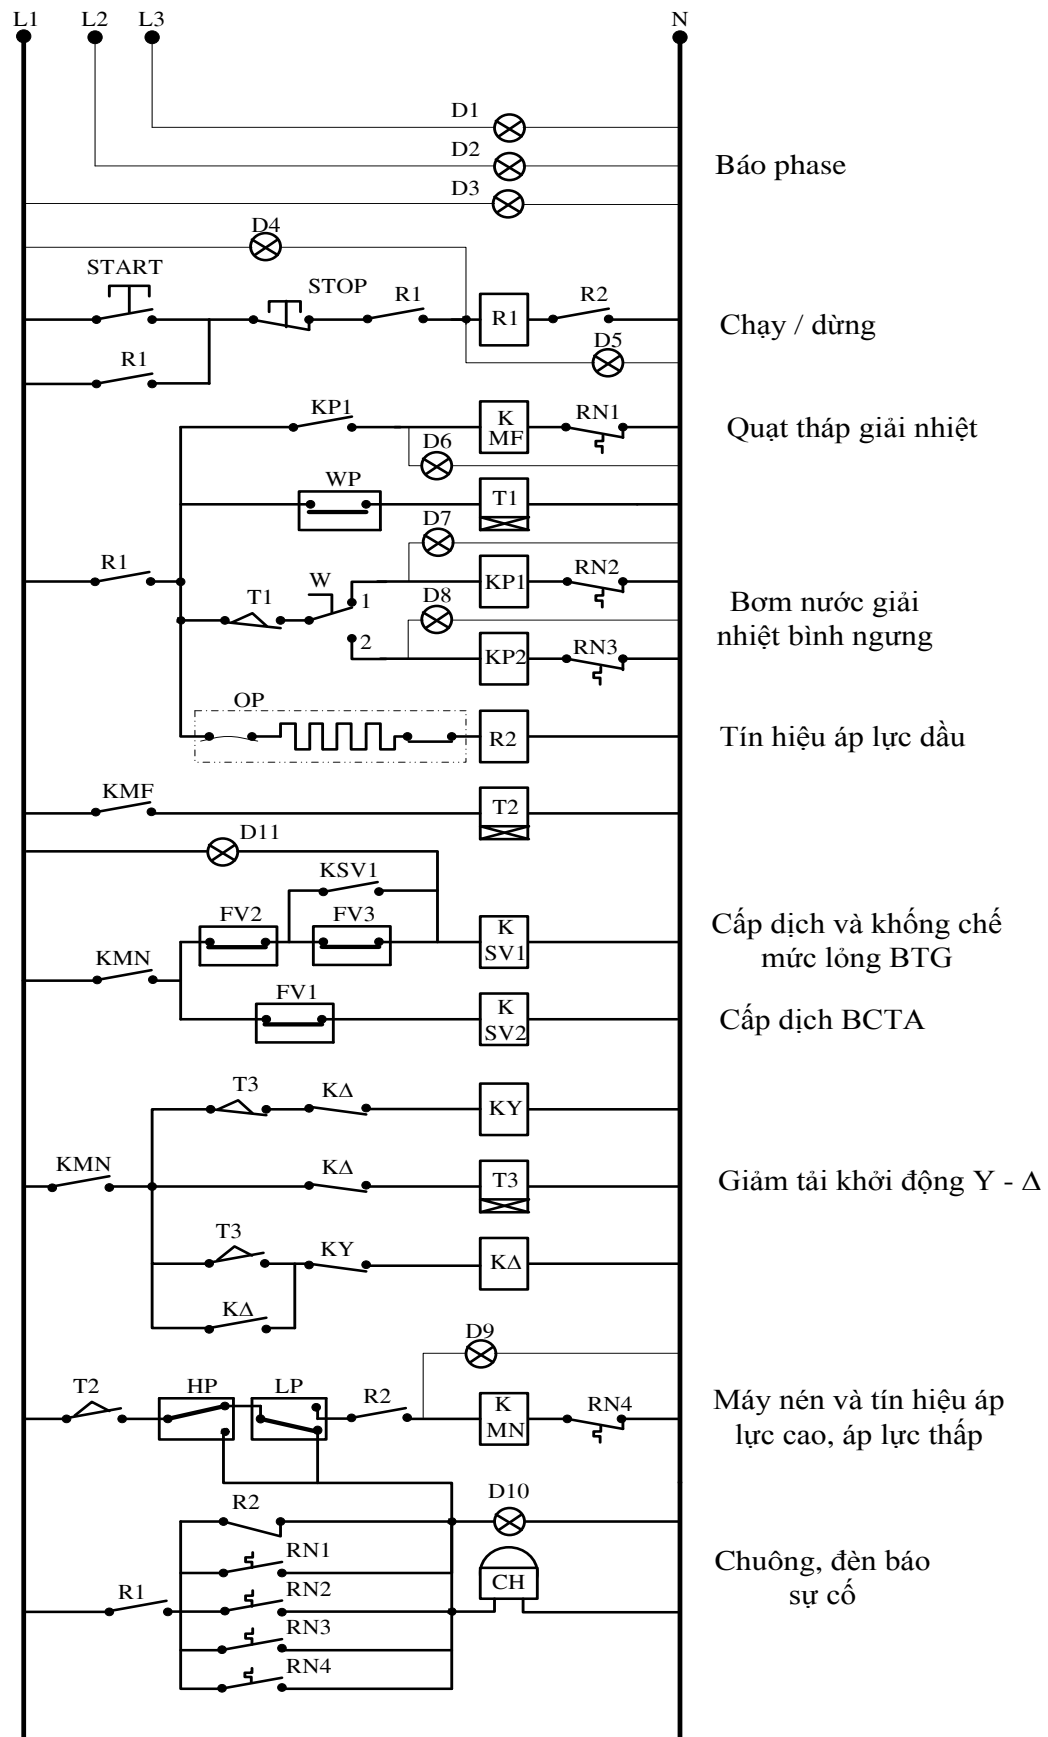 L1 L2 L3 N
D1
D2
Báo phase
D3
D4
START
STOP
R1
R2
R1
Chạy / dừng
D5
R1
KP1
K
MF
RN1
Quạt tháp giải nhiệt
D6
WP
T1
D7
R1
KP1
RN2
W
1
T1
D8
Bơm nước giải
nhiệt bình ngưng
2
KP2
RN3
OP
R2
Tín hiệu áp lực dầu
KMF
T2
D11
KSV1
FV2
FV3
K
SV1
Cấp dịch và khống chế
mức lỏng BTG
KMN
FV1
K
SV2
Cấp dịch BCTA
T3
KΔ
KY
KMN
KΔ
T3
Giảm tải khởi động Y - Δ
T3
KY
KΔ
KΔ
D9
T2
HP
LP
R2
K
MN
RN4
Máy nén và tín hiệu áp
lực cao, áp lực thấp
D10
R2
RN1
CH
Chuông, đèn báo
sự cố
R1
RN2
RN3
RN4